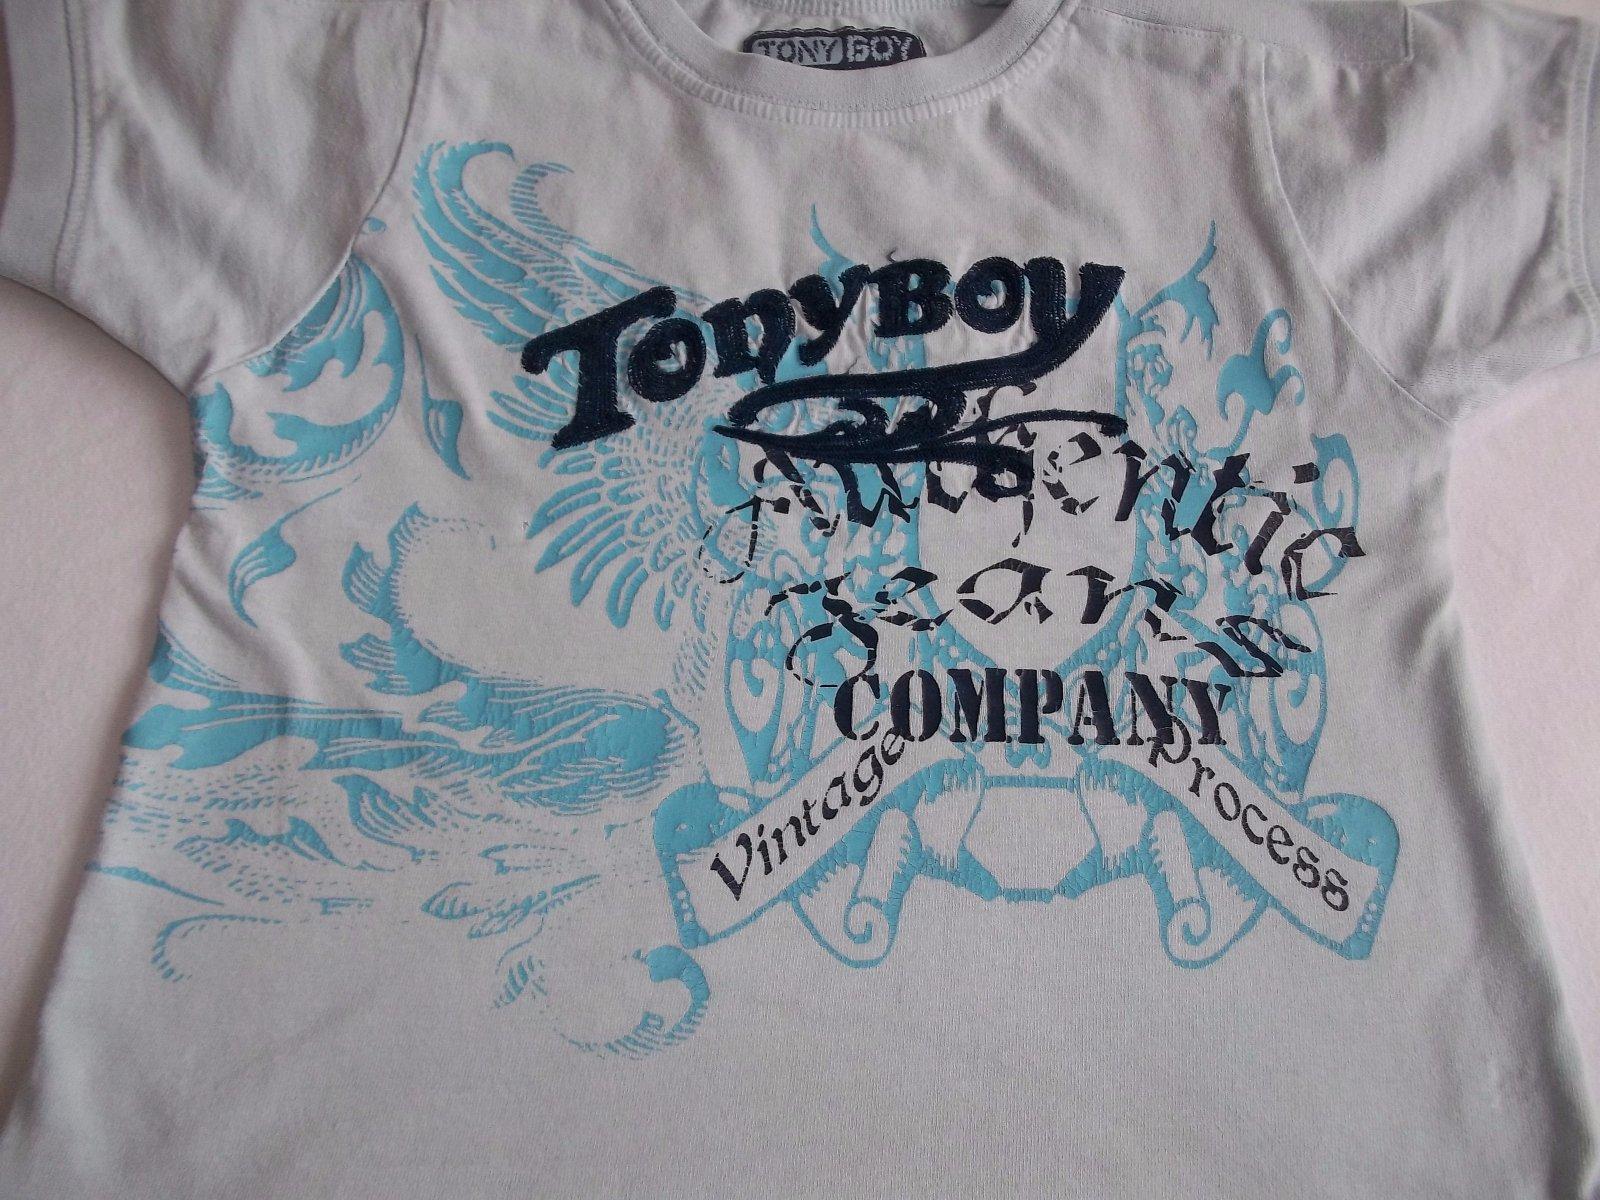 TONY BOY
TonyBoy
Authentic
Jeans
COMPANY
Vintage Process